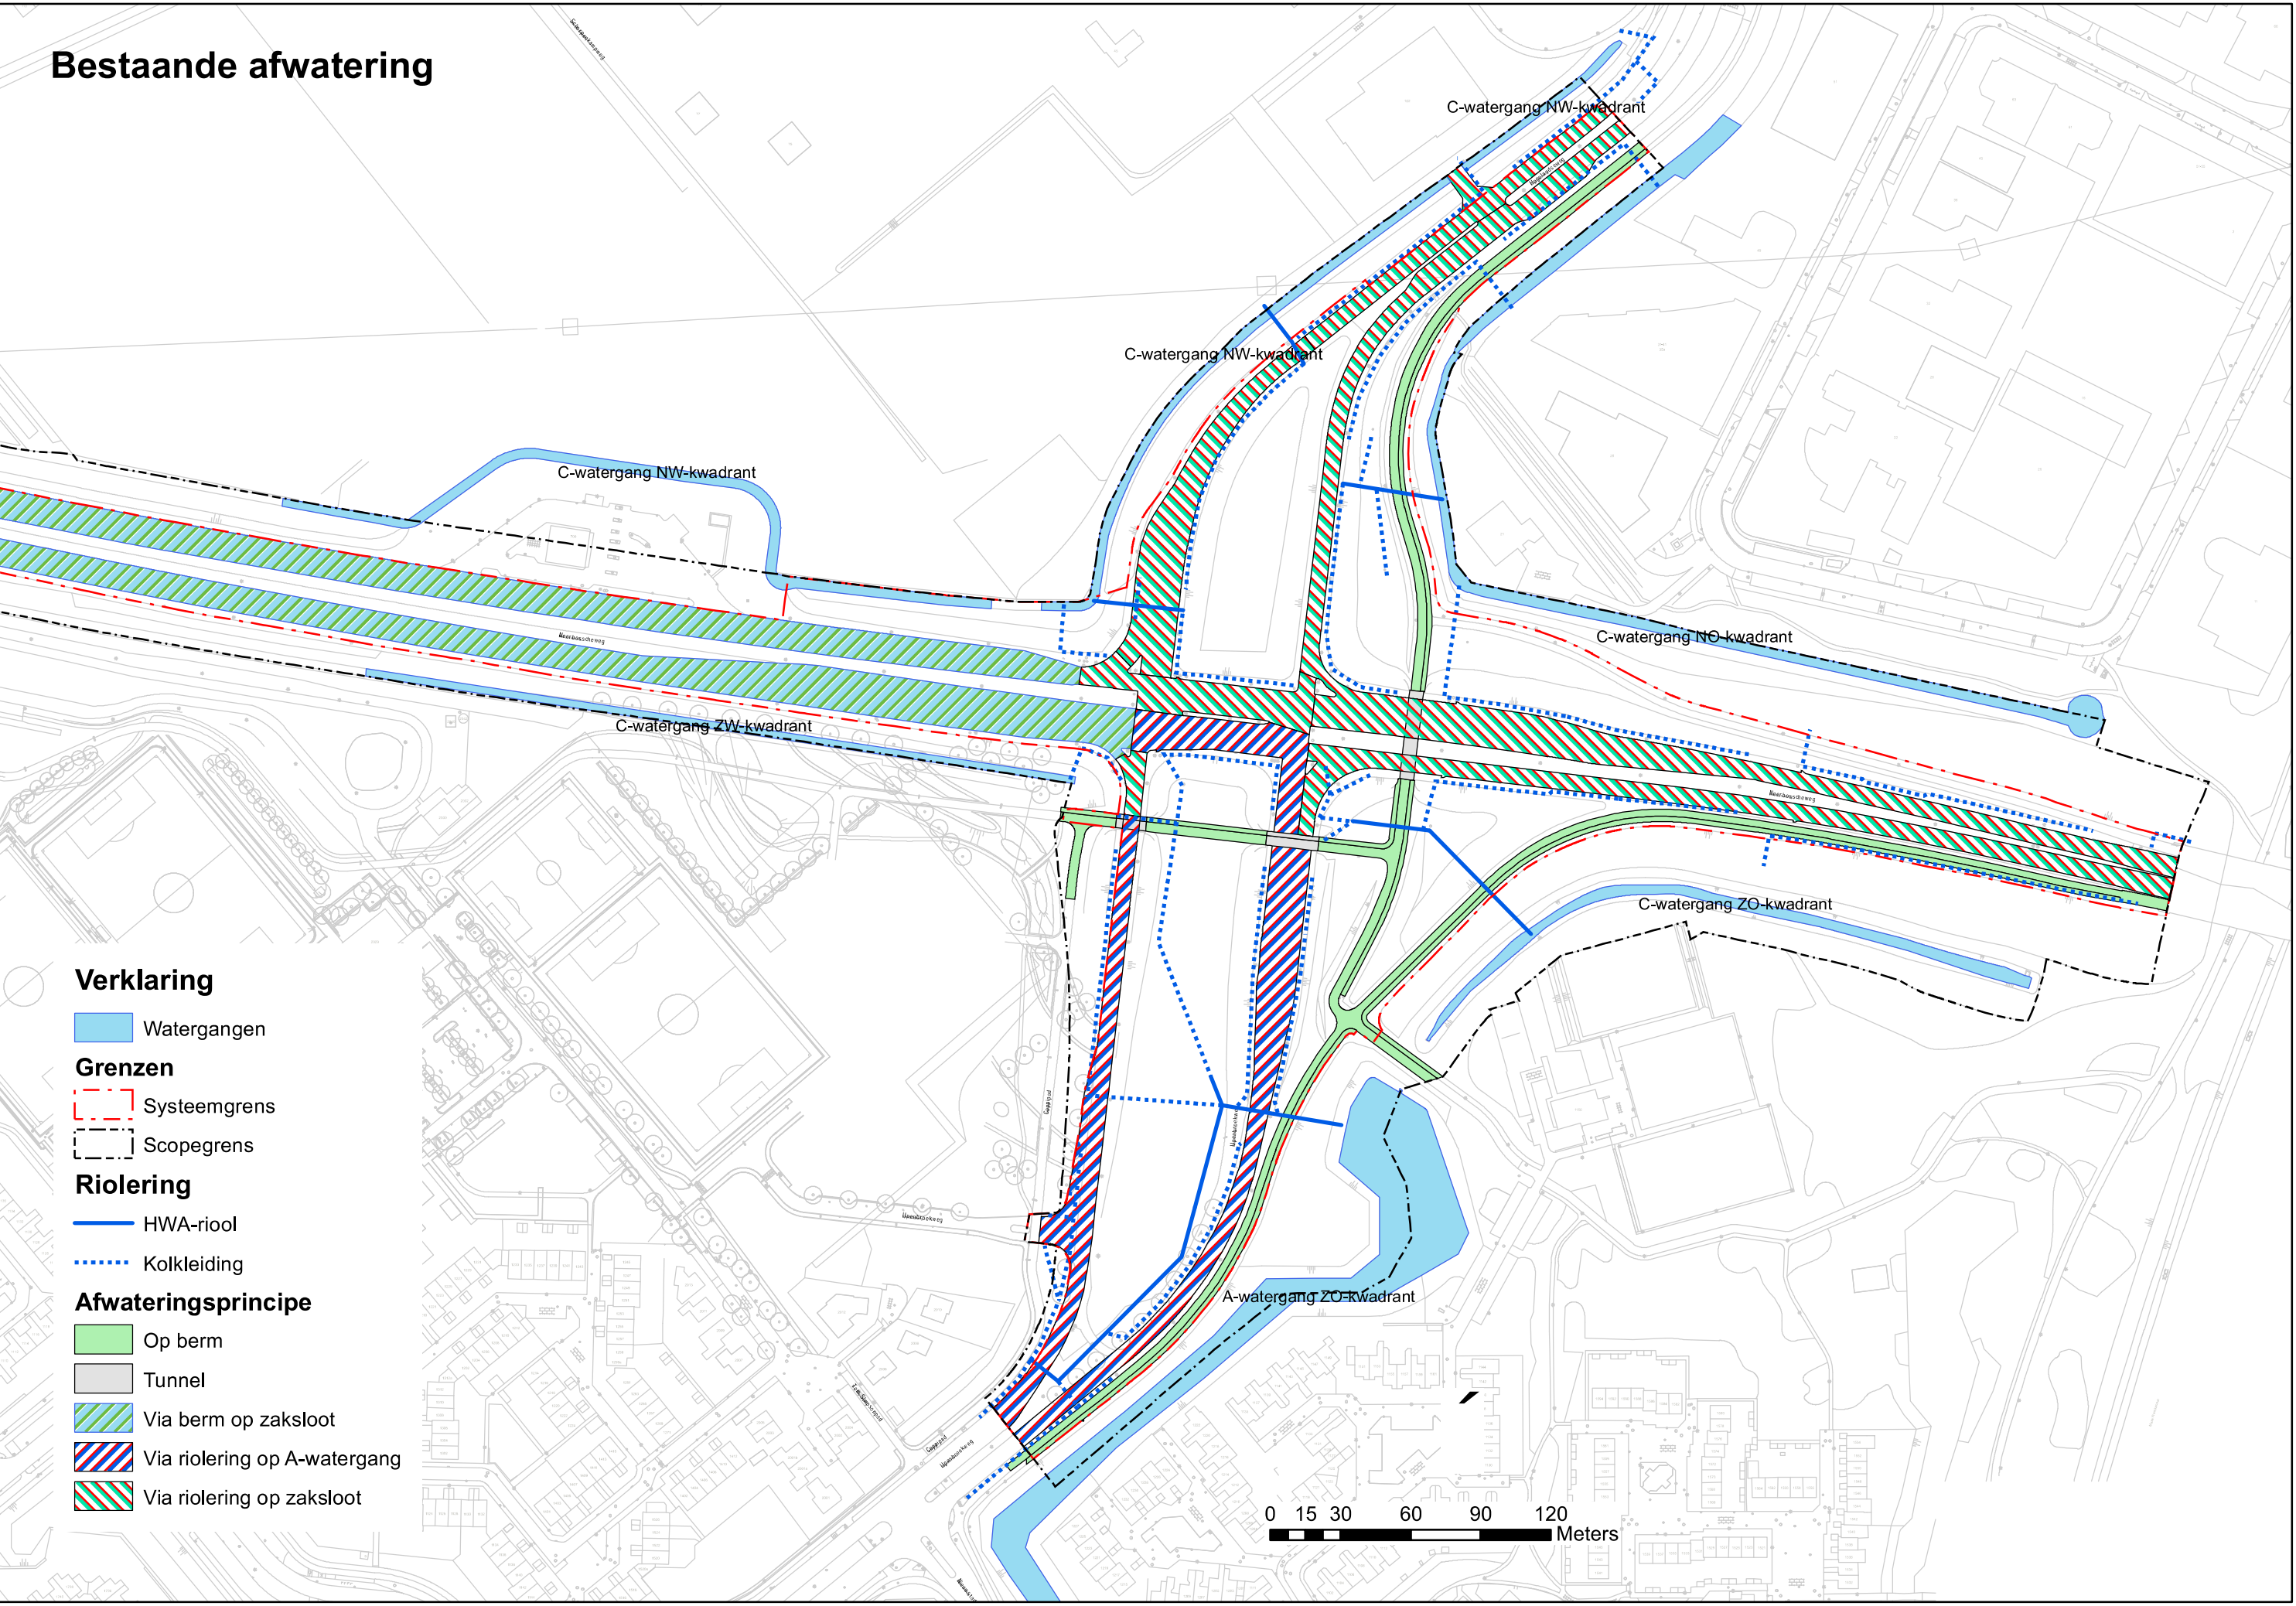 Bestaande afwatering
C-watergang NW-kwadrant
C-watergang NW-kwadrant
C-watergang NW-kwadrant
C-watergang NO-kwadrant
C-watergang ZW-kwadrant
C-watergang ZO-kwadrant
A-watergang ZO-kwadrant
Verklaring
Watergangen
Grenzen
Systeemgrens
Scopegrens
Riolering
HWA-riool
Kolkleiding
Afwateringsprincipe
Op berm
Tunnel
Via berm op zaksloot
Via riolering op A-watergang
Via riolering op zaksloot
0 15 30 60 90 120
Meters